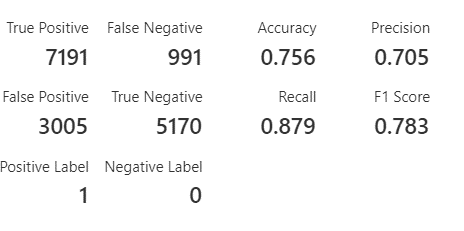 True Positive False Negative Accuracy Precision
7191 991 0.756 0.705
False Positive True Negative Recall F1 Score
3005 5170 0.879 0.783
Positive Label Negative Label
1 0